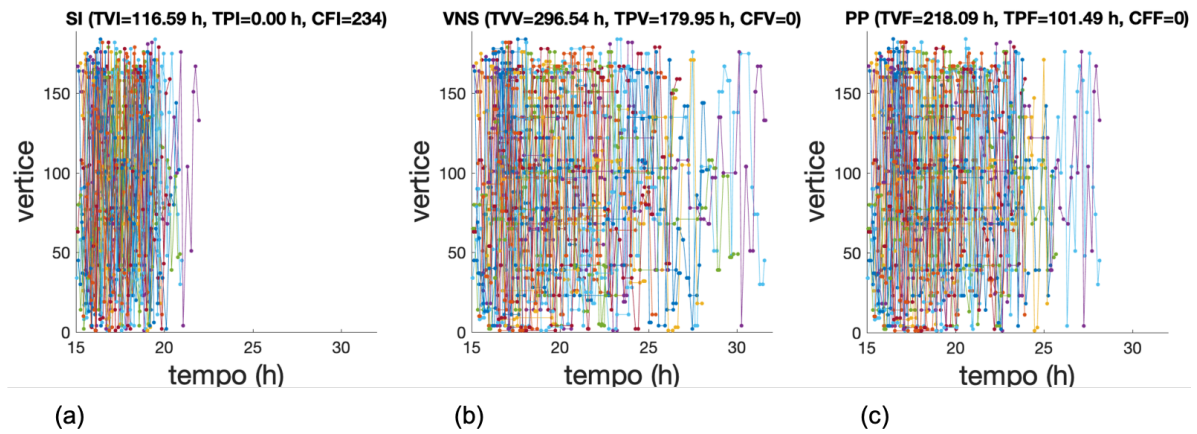 SI (TVI=116.59 h, TPI=0.00 h, CFI=234)
vertice
150
100
50
0
15 20 25 30
tempo (h)
(a)
VNS (TVV=296.54 h, TPV=179.95 h, CFV=0)
vertice
150
100
50
0
15 20 25 30
tempo (h)
(b)
PP (TVF=218.09 h, TPF=101.49 h, CFF=0)
vertice
150
100
50
0
15 20 25 30
tempo (h)
(c)